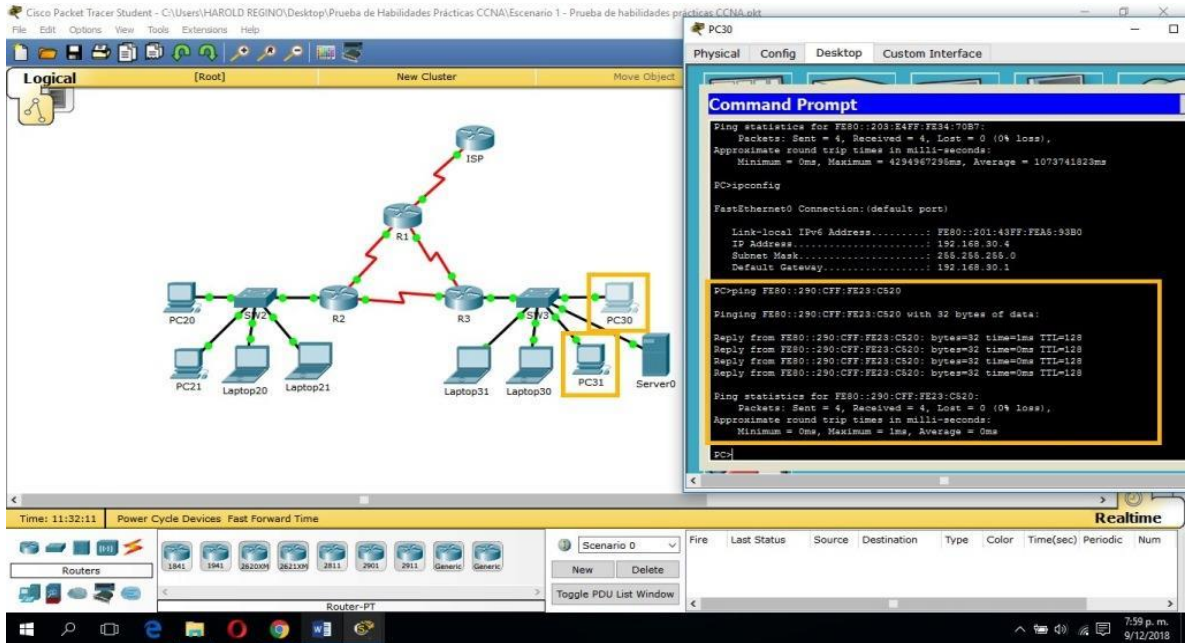 Cisco Packet Tracer Student - C:\Users\HAROLD REGINO\Desktop\Prueba de Habilidades Prácticas CCNA\Escenario 1 - Prueba de habilidades prácticas CCNA.pkt
File Edit Options View Tools Extensions Help
Logical
[Root]
New Cluster
Move Object
ISP
R1
PC20
SW2
R2
R3
SW3
PC30
PC21
Laptop20
Laptop21
Laptop31
Laptop30
PC31
Server0
PC30
Physical Config Desktop Custom Interface
Command Prompt
Ping statistics for FE80::203:E4FF:FE34:70B7:
Packets: Sent = 4, Received = 4, Lost = 0 (0% loss),
Approximate round trip times in milli-seconds:
Minimum = 0ms, Maximum = 4294967295ms, Average = 1073741823ms
PC>ipconfig
FastEthernet0 Connection:(default port)
Link-local IPv6 Address.........: FE80::201:43FF:FEA5:93B0
IP Address......................: 192.168.30.4
Subnet Mask.....................: 255.255.255.0
Default Gateway.................: 192.168.30.1
PC>ping FE80::290:CFF:FE23:C520
Pinging FE80::290:CFF:FE23:C520 with 32 bytes of data:
Reply from FE80::290:CFF:FE23:C520: bytes=32 time=1ms TTL=128
Reply from FE80::290:CFF:FE23:C520: bytes=32 time=0ms TTL=128
Reply from FE80::290:CFF:FE23:C520: bytes=32 time=0ms TTL=128
Reply from FE80::290:CFF:FE23:C520: bytes=32 time=0ms TTL=128
Ping statistics for FE80::290:CFF:FE23:C520:
Packets: Sent = 4, Received = 4, Lost = 0 (0% loss),
Approximate round trip times in milli-seconds:
Minimum = 0ms, Maximum = 1ms, Average = 0ms
PC>
Time: 11:32:11 Power Cycle Devices Fast Forward Time
Realtime
Routers
1841 1941 2620XM 2621XM 2811 2901 2911 Generic Generic
Router-PT
Scenario 0
New Delete
Toggle PDU List Window
Fire Last Status Source Destination Type Color Time(sec) Periodic Num
7:59 p. m.
9/12/2018